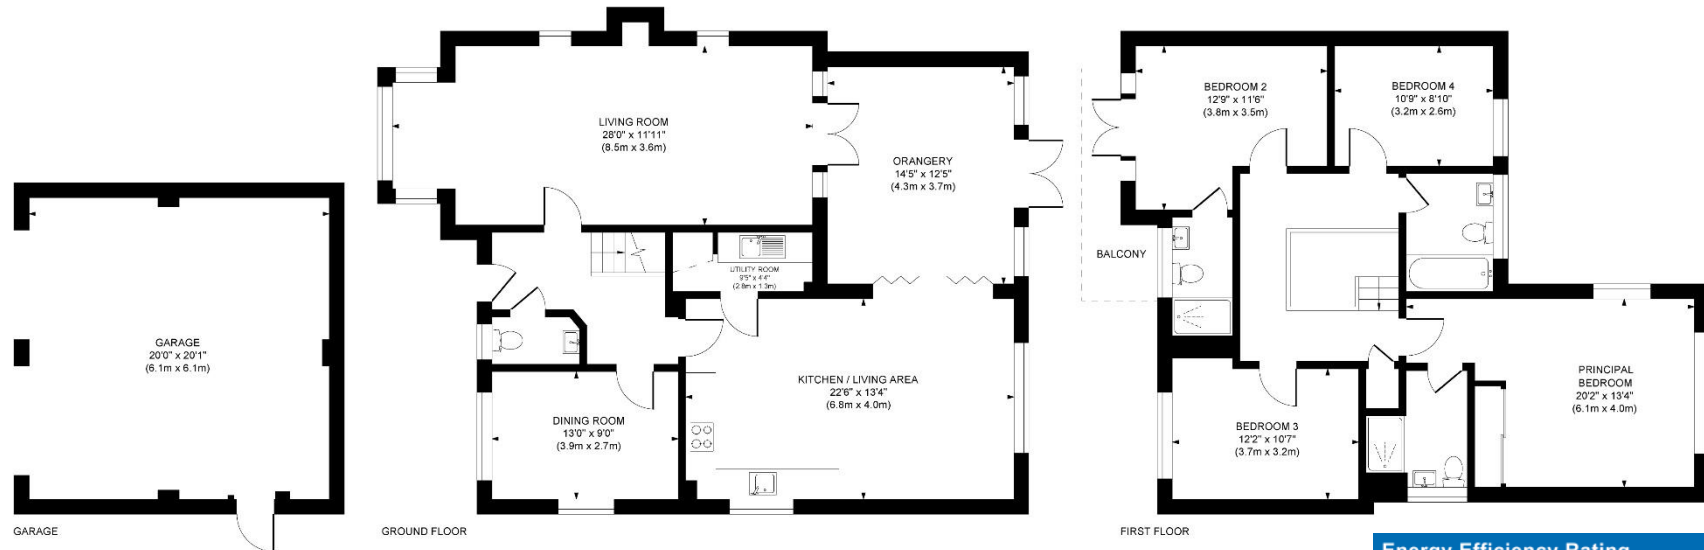 GARAGE
20'0" x 20'1"
(6.1m x 6.1m)
GARAGE
LIVING ROOM
28'0" x 11'11"
(8.5m x 3.6m)
ORANGERY
14'5" x 12'5"
(4.3m x 3.7m)
UTILITY ROOM
9'5" x 4'4"
(2.8m x 1.3m)
KITCHEN / LIVING AREA
22'6" x 13'4"
(6.8m x 4.0m)
DINING ROOM
13'0" x 9'0"
(3.9m x 2.7m)
GROUND FLOOR
BEDROOM 2
12'9" x 11'6"
(3.8m x 3.5m)
BEDROOM 4
10'9" x 8'10"
(3.2m x 2.6m)
BALCONY
PRINCIPAL
BEDROOM
20'2" x 13'4"
(6.1m x 4.0m)
BEDROOM 3
12'2" x 10'7"
(3.7m x 3.2m)
FIRST FLOOR
Energy Efficiency Rating